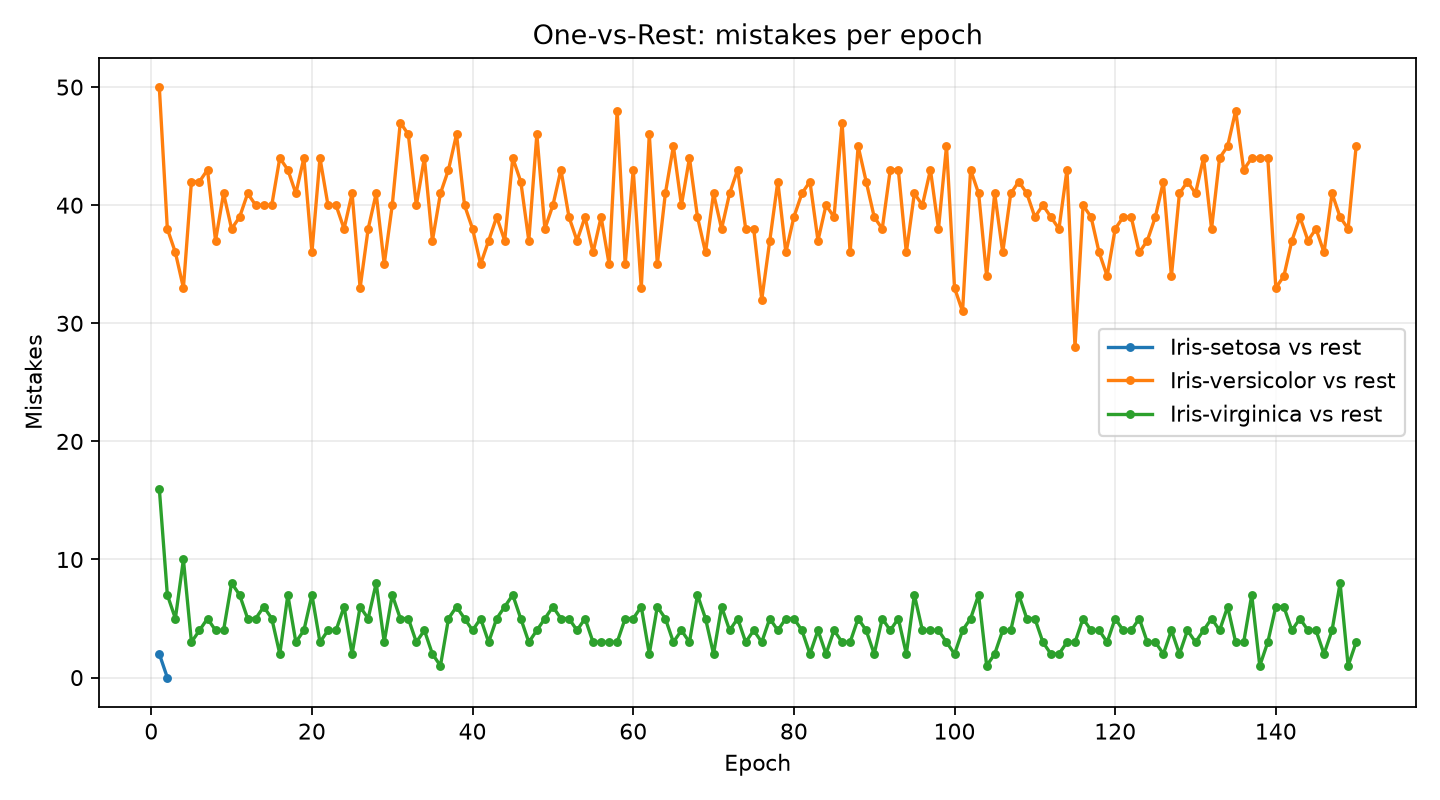 One-vs-Rest: mistakes per epoch
50
40
30
20
10
0
Mistakes
Iris-setosa vs rest
Iris-versicolor vs rest
Iris-virginica vs rest
0 20 40 60 80 100 120 140
Epoch